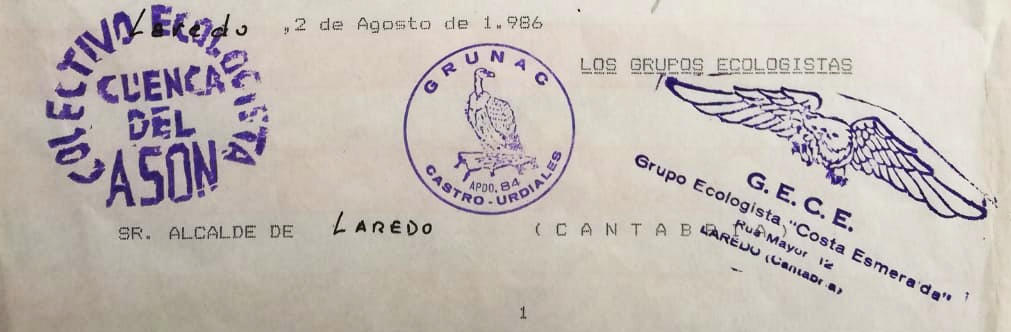 Laredo ,2 de Agosto de 1.986
COLECTIVO ECOLOGISTA
CUENCA
DEL
ASON
GRUNAC
APDO. 84
CASTRO-URDIALES
LOS GRUPOS ECOLOGISTAS
G.E.C.E.
Grupo Ecologista "Costa Esmeralda"
Rua Mayor 12
LAREDO (Cantabria)
SR. ALCALDE DE LAREDO (CANTABRIA)
1